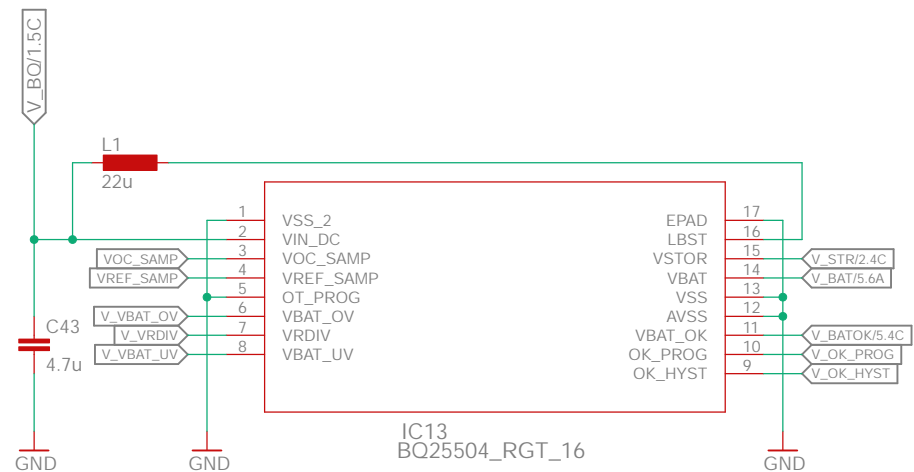 V_BQ/1.5C
L1
22u
1 VSS_2 EPAD 17
2 VIN_DC LBST 16
VOC_SAMP 3 VOC_SAMP VSTOR 15 V_STR/2.4C
VREF_SAMP 4 VREF_SAMP VBAT 14 V_BAT/5.6A
5 OT_PROG VSS 13
V_VBAT_OV 6 VBAT_OV AVSS 12
V_VRDIV 7 VRDIV VBAT_OK 11 V_BATOK/5.4C
V_VBAT_UV 8 VBAT_UV OK_PROG 10 V_OK_PROG
OK_HYST 9 V_OK_HYST
C43
4.7u
IC13
BQ25504_RGT_16
GND GND GND